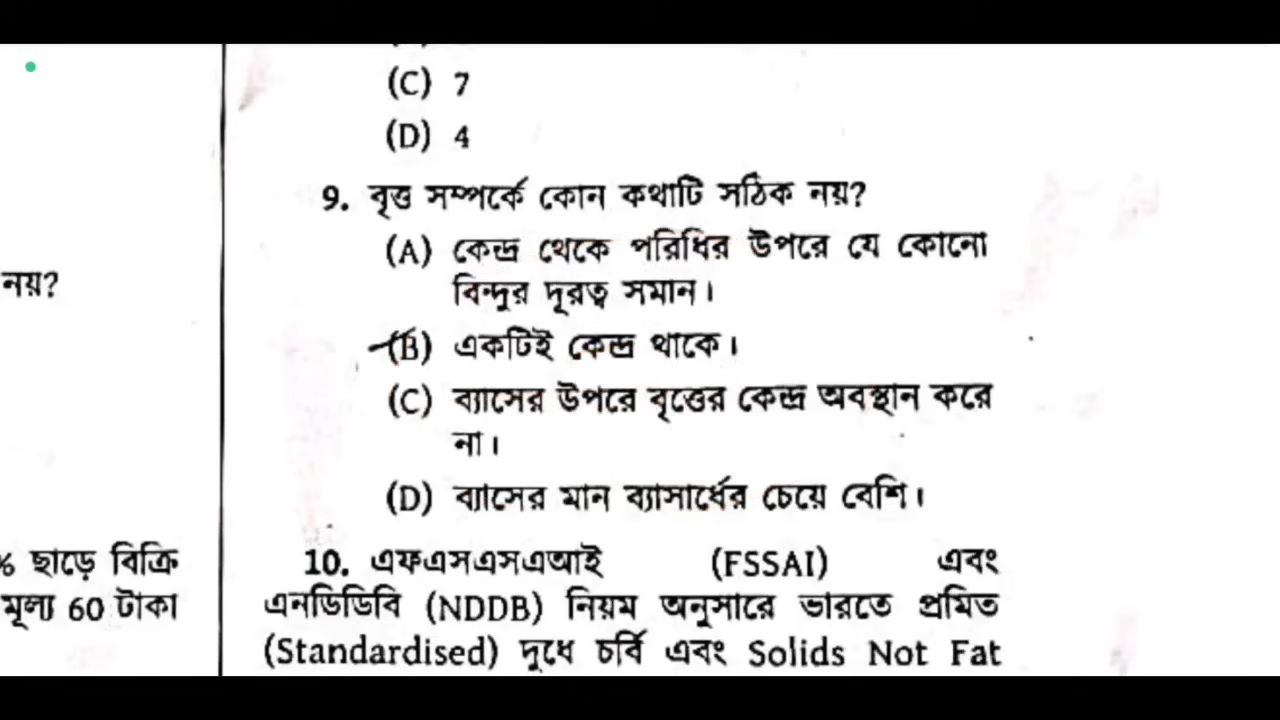 (C) 7
(D) 4
9. বৃত্ত সম্পর্কে কোন কথাটি সঠিক নয়?
(A) কেন্দ্র থেকে পরিধির উপরে যে কোনো
বিন্দুর দূরত্ব সমান।
(B) একটিই কেন্দ্র থাকে।
(C) ব্যাসের উপরে বৃত্তের কেন্দ্র অবস্থান করে
না।
(D) ব্যাসের মান ব্যাসার্ধের চেয়ে বেশি।
10. এফএসএসএআই (FSSAI) এবং
এনডিডিবি (NDDB) নিয়ম অনুসারে ভারতে প্রমিত
(Standardised) দুধে চর্বি এবং Solids Not Fat
নয়?
% ছাড়ে বিক্রি
মূল্য 60 টাকা